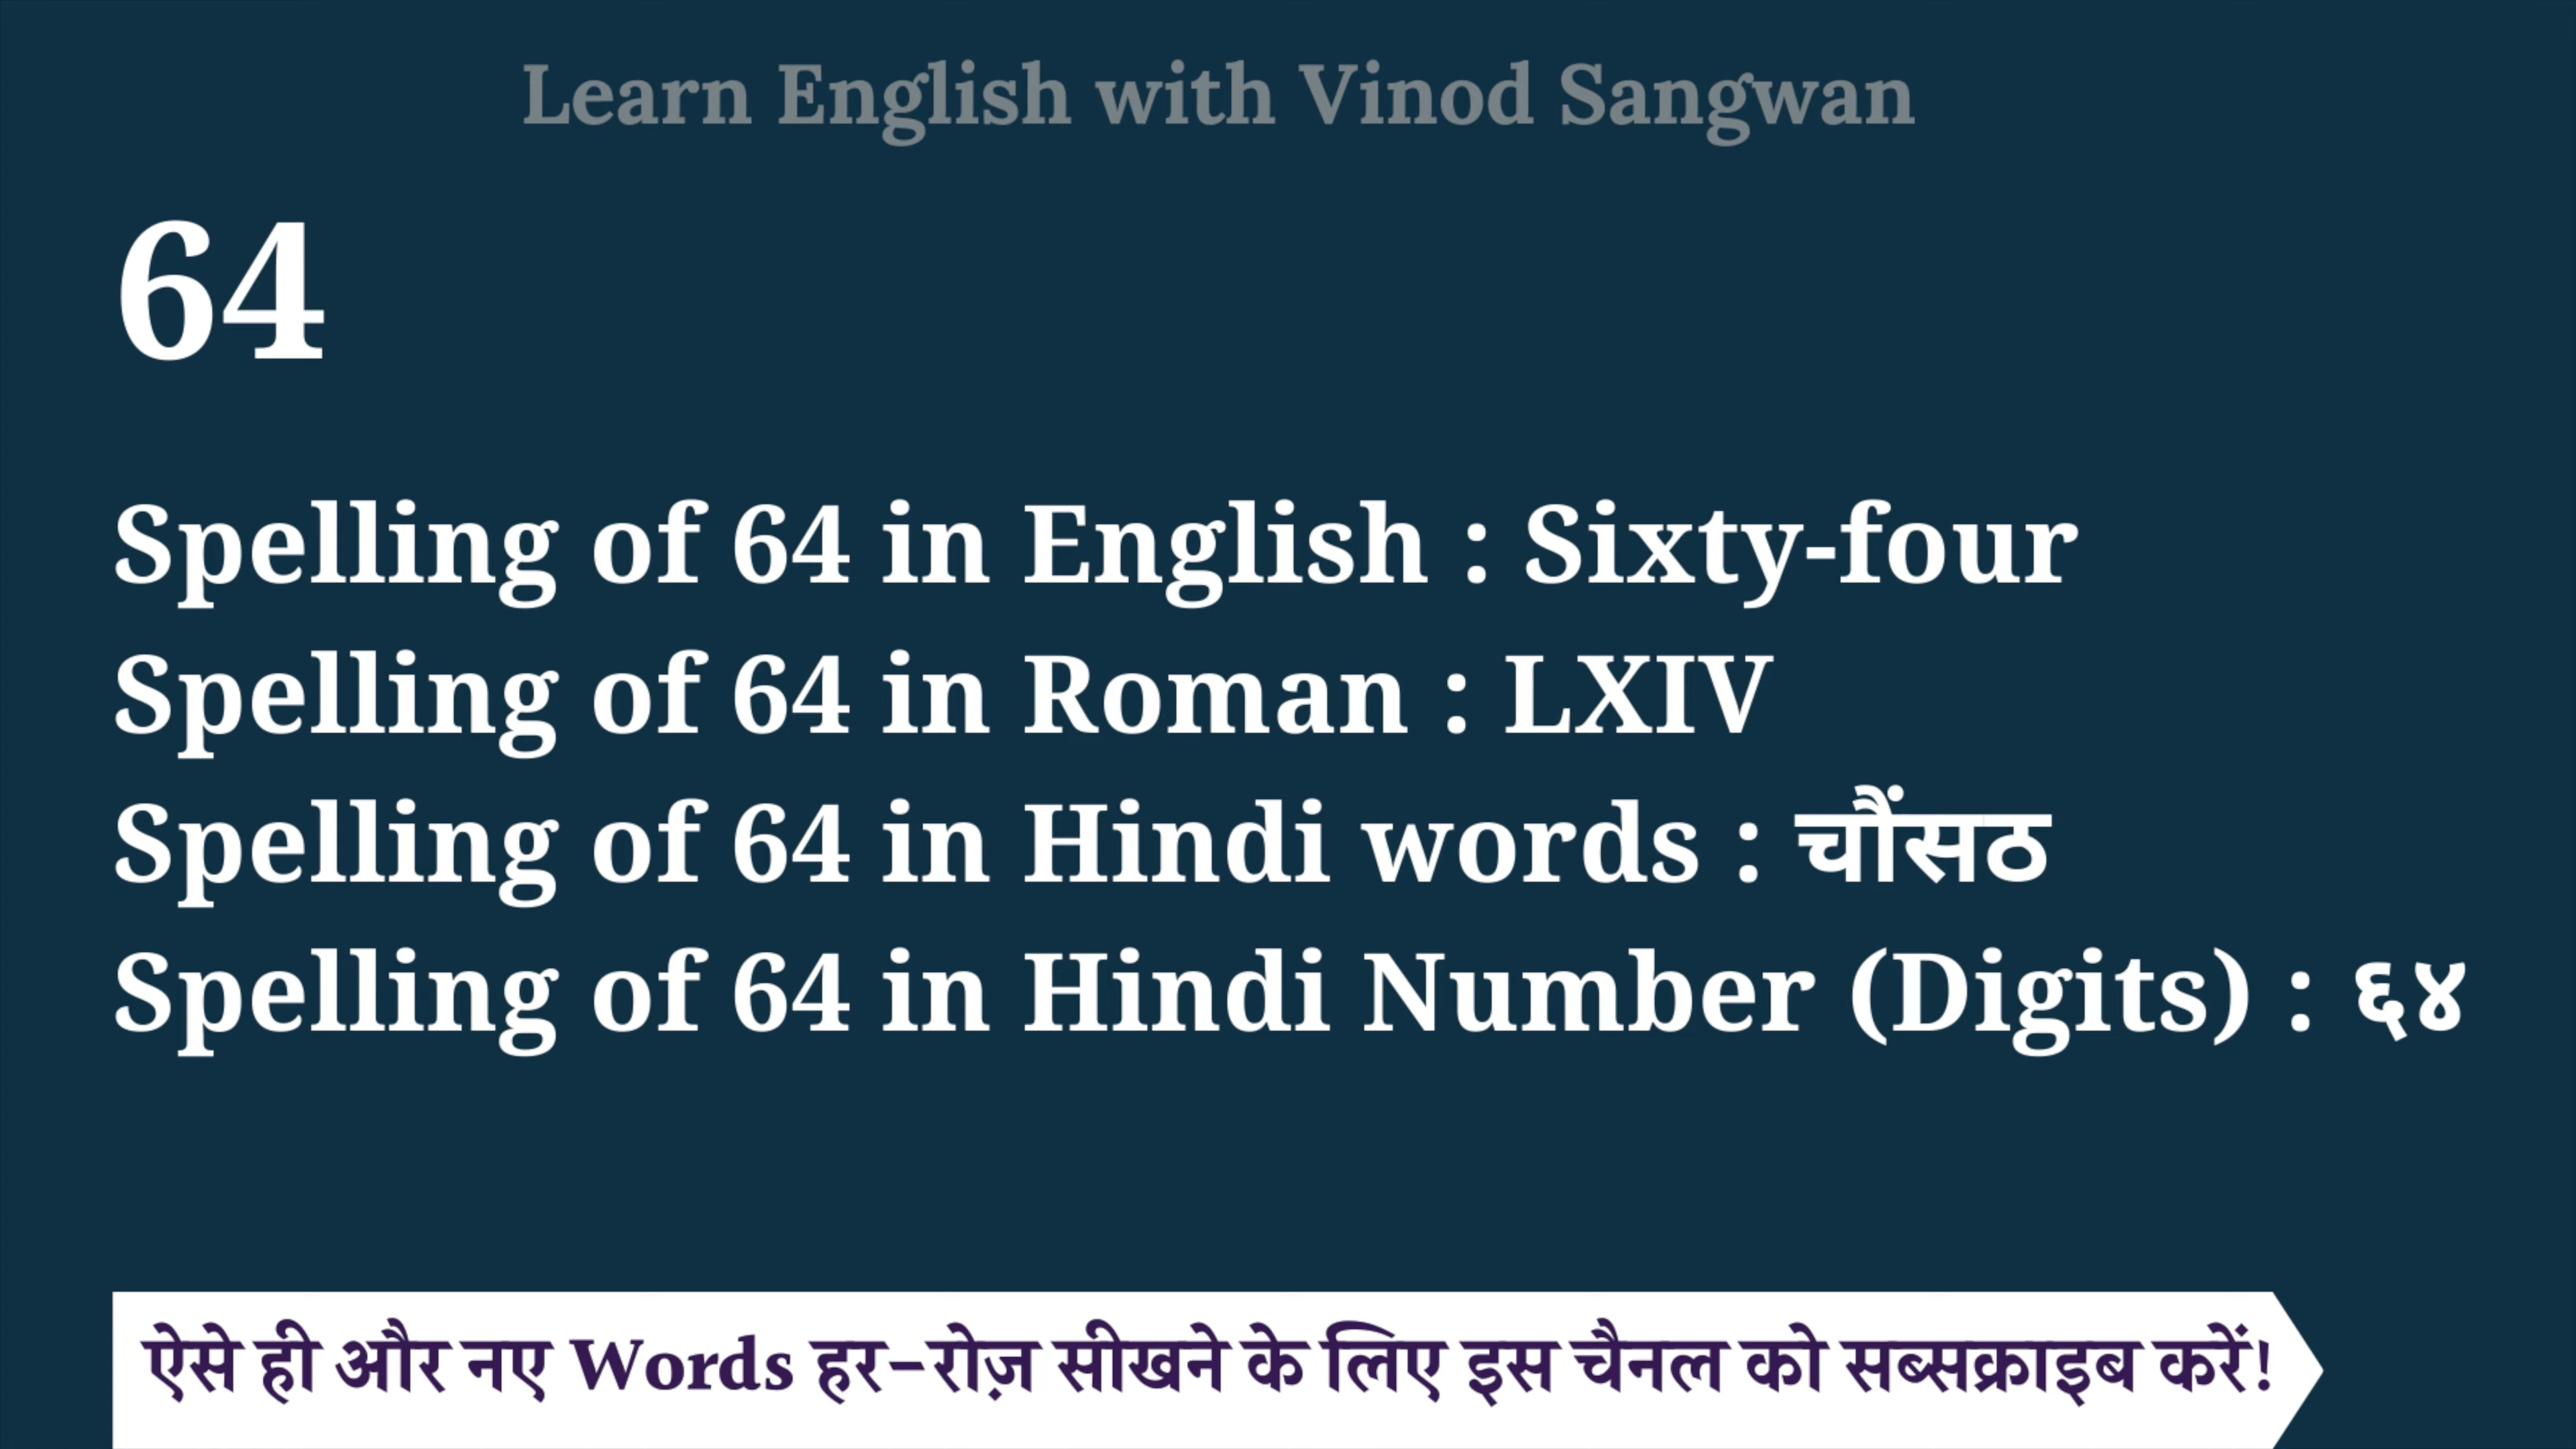 Learn English with Vinod Sangwan
64
Spelling of 64 in English : Sixty-four
Spelling of 64 in Roman : LXIV
Spelling of 64 in Hindi words : चौंसठ
Spelling of 64 in Hindi Number (Digits) : ६४
ऐसे ही और नए Words हर-रोज़ सीखने के लिए इस चैनल को सब्सक्राइब करें!